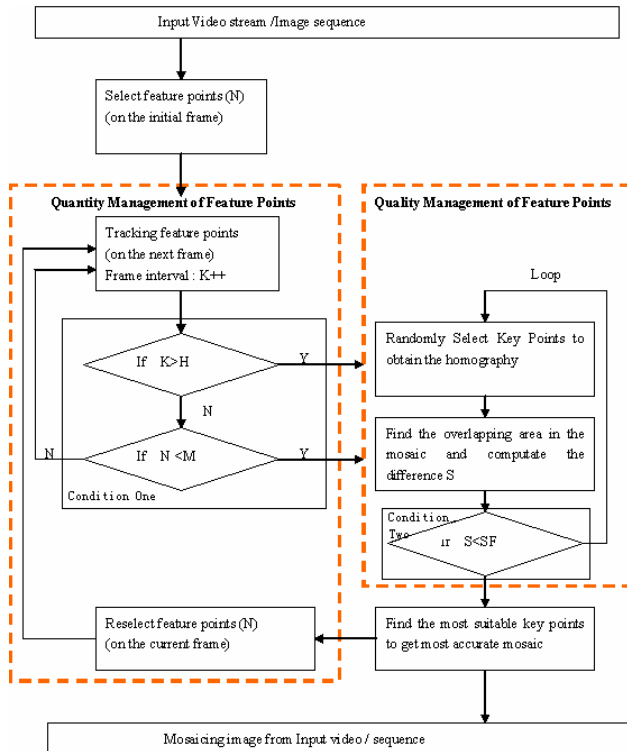 Input Video stream /Image sequence
Select feature points (N)
(on the initial frame)
Quantity Management of Feature Points
Tracking feature points
(on the next frame)
Frame interval : K++
If K>H
Y
N
If N <M
N
Y
Condition One
Reselect feature points (N)
(on the current frame)
Quality Management of Feature Points
Loop
Randomly Select Key Points to
obtain the homography
Find the overlapping area in the
mosaic and computate the
difference S
Condition
Two
S<SF
Find the most suitable key points
to get most accurate mosaic
Mosaicing image from Input video / sequence